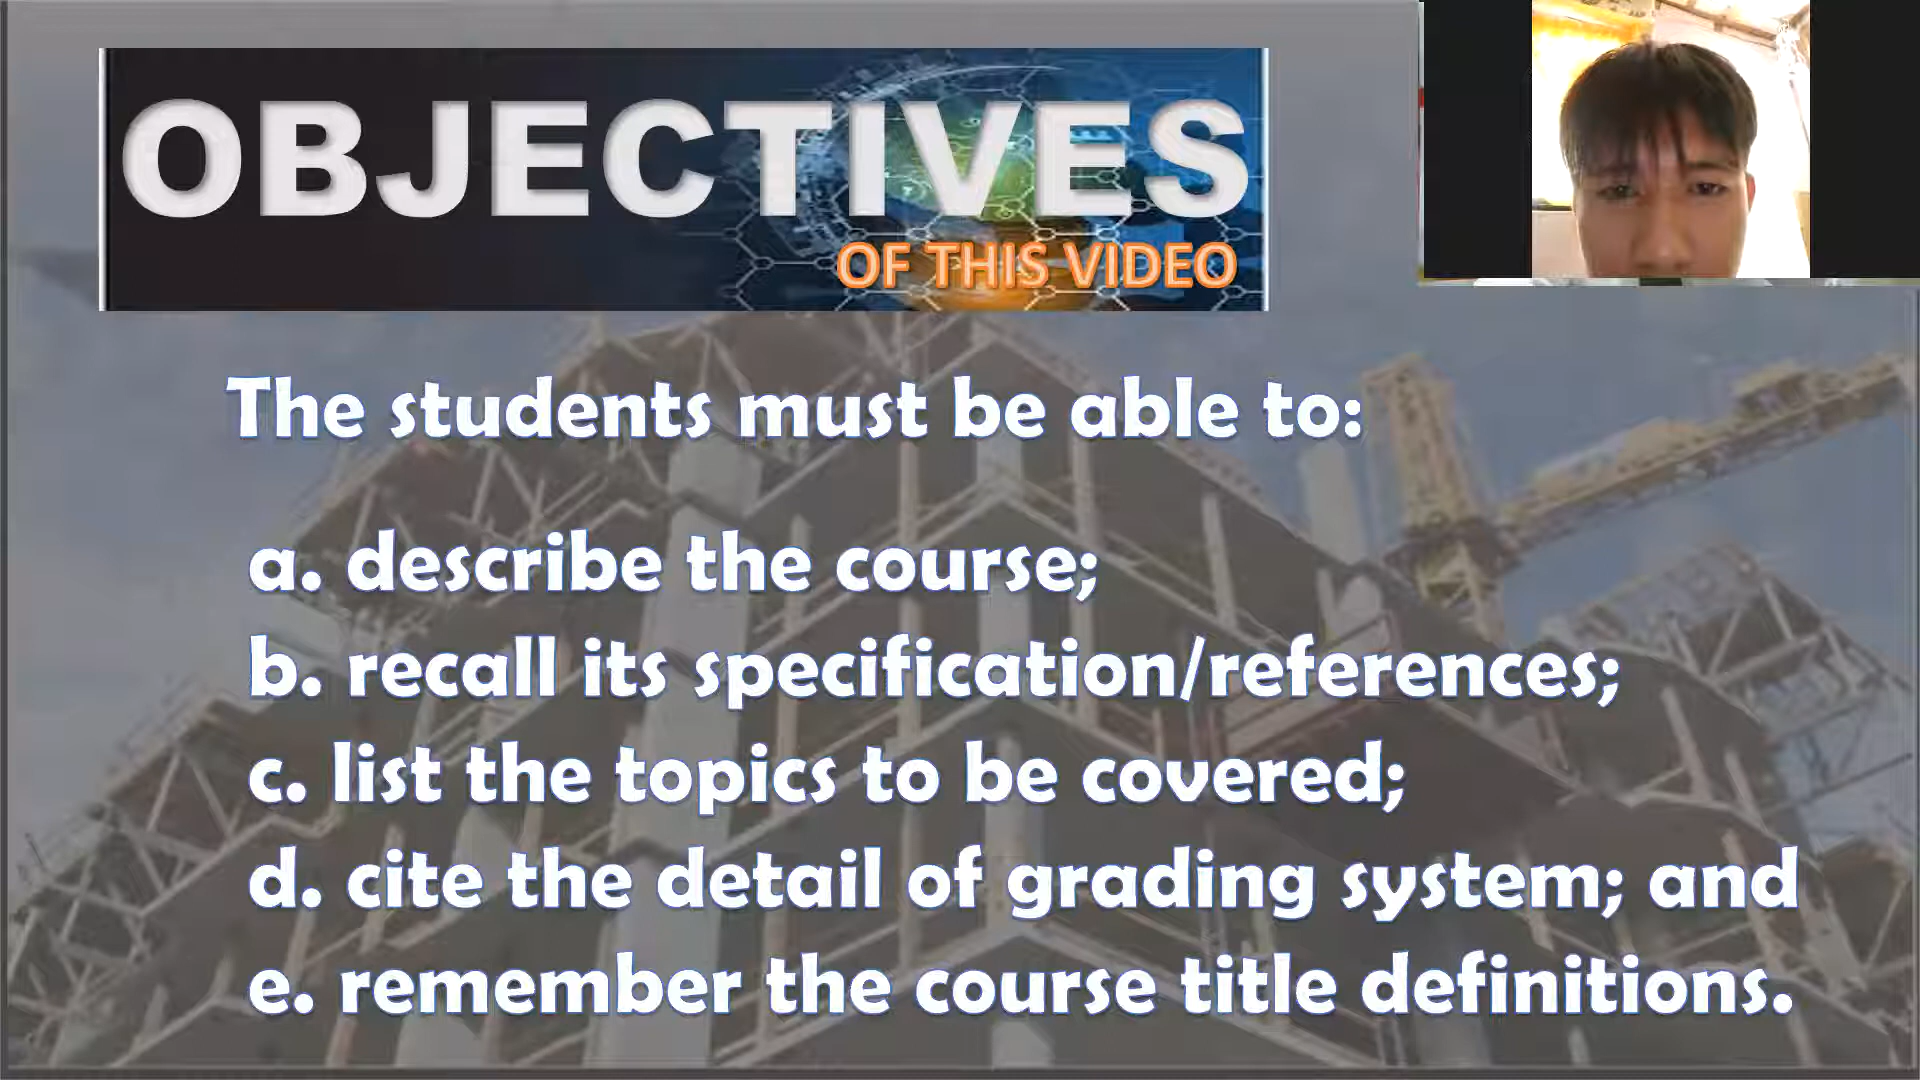 OBJECTIVES
OF THIS VIDEO
The students must be able to:
a. describe the course;
b. recall its specification/references;
c. list the topics to be covered;
d. cite the detail of grading system; and
e. remember the course title definitions.